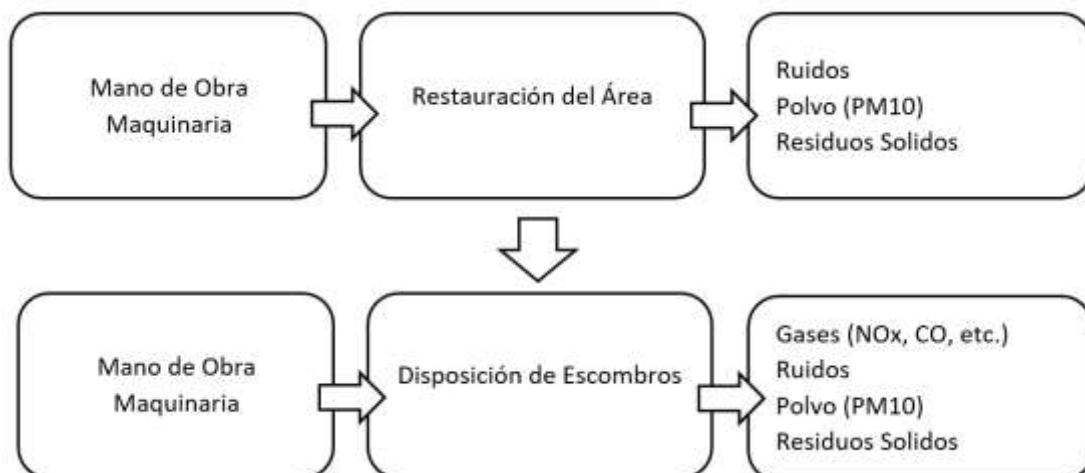 Mano de Obra
Maquinaria
Restauración del Área
Ruidos
Polvo (PM10)
Residuos Solidos
Mano de Obra
Maquinaria
Disposición de Escombros
Gases (NOx, CO, etc.)
Ruidos
Polvo (PM10)
Residuos Solidos